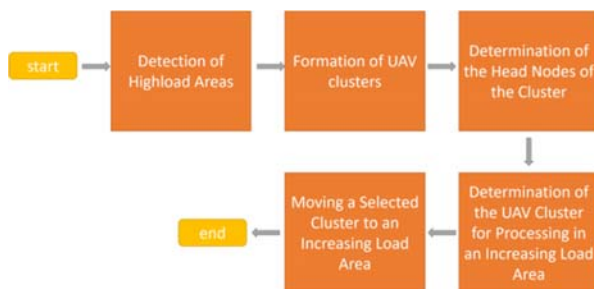 start
Detection of
Highload Areas
Formation of UAV
clusters
Determination of
the Head Nodes of
the Cluster
Determination of
the UAV Cluster
for Processing in
an Increasing Load
Area
Moving a Selected
Cluster to an
Increasing Load
Area
end